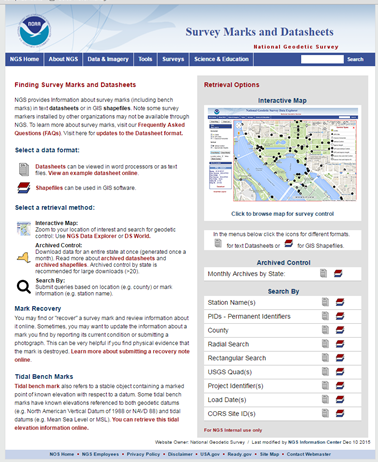 NOAA
Survey Marks and Datasheets
National Geodetic Survey
NGS Home About NGS Data & Imagery Tools Surveys Science & Education Search
Finding Survey Marks and Datasheets
NGS provides Information about survey marks (including bench
marks) in text datasheets or in GIS shapefiles. Note some survey
markers installed by other organizations may not be available through
NGS. To learn more about survey marks, visit our Frequently Asked
Questions (FAQs). Visit here for updates to the Datasheet format.
Select a data format:
Datasheets can be viewed in word processors or as text
files. View an example datasheet online.
Shapefiles can be used in GIS software.
Select a retrieval method:
Interactive Map:
Zoom to your location of interest and search for geodetic
control: Use NGS Data Explorer or DS World.
Archived Control:
Download data for an entire state at once (generated once a
month). Read more about archived datasheets and
archived shapefiles. Archived control by state is
recommended for large downloads (>20).
Search By:
Submit queries based on location (e.g. county) or mark
information (e.g. station name).
Mark Recovery
You may find or "recover" a survey mark and review information about
it online. Sometimes, you may want to update the information about a
mark you find by reporting its current condition or submitting a
photograph. This can be very helpful if you find physical evidence that
the mark is destroyed. Learn more about submitting a recovery note
online.
Tidal Bench Marks
Tidal bench mark also refers to a stable object containing a marked
point of known elevation with respect to a datum. Some tidal bench
marks have known elevations referenced to both geodetic datums
(e.g. North American Vertical Datum of 1988 or NAVD 88) and tidal
datums (e.g. Mean Sea Level or MSL). You can retrieve this tidal
elevation information online.
Retrieval Options
Interactive Map
Click to browse map for survey control
In the menus below click the icons for different formats.
for text Datasheets or for GIS Shapefiles.
Archived Control
Monthly Archives by State:
Search By
Station Name(s)
PIDs - Permanent Identifiers
County
Radial Search
Rectangular Search
USGS Quad(s)
Project Identifier(s)
Load Date(s)
CORS Site ID(s)
For NGS Internal use only
Website Owner: National Geodetic Survey / Last modified by NGS Information Center Dec 10 2015
NGS Home • NGS Employees • Privacy Policy • Disclaimer • USA.gov • Ready.gov • Site Map • Contact Webmaster